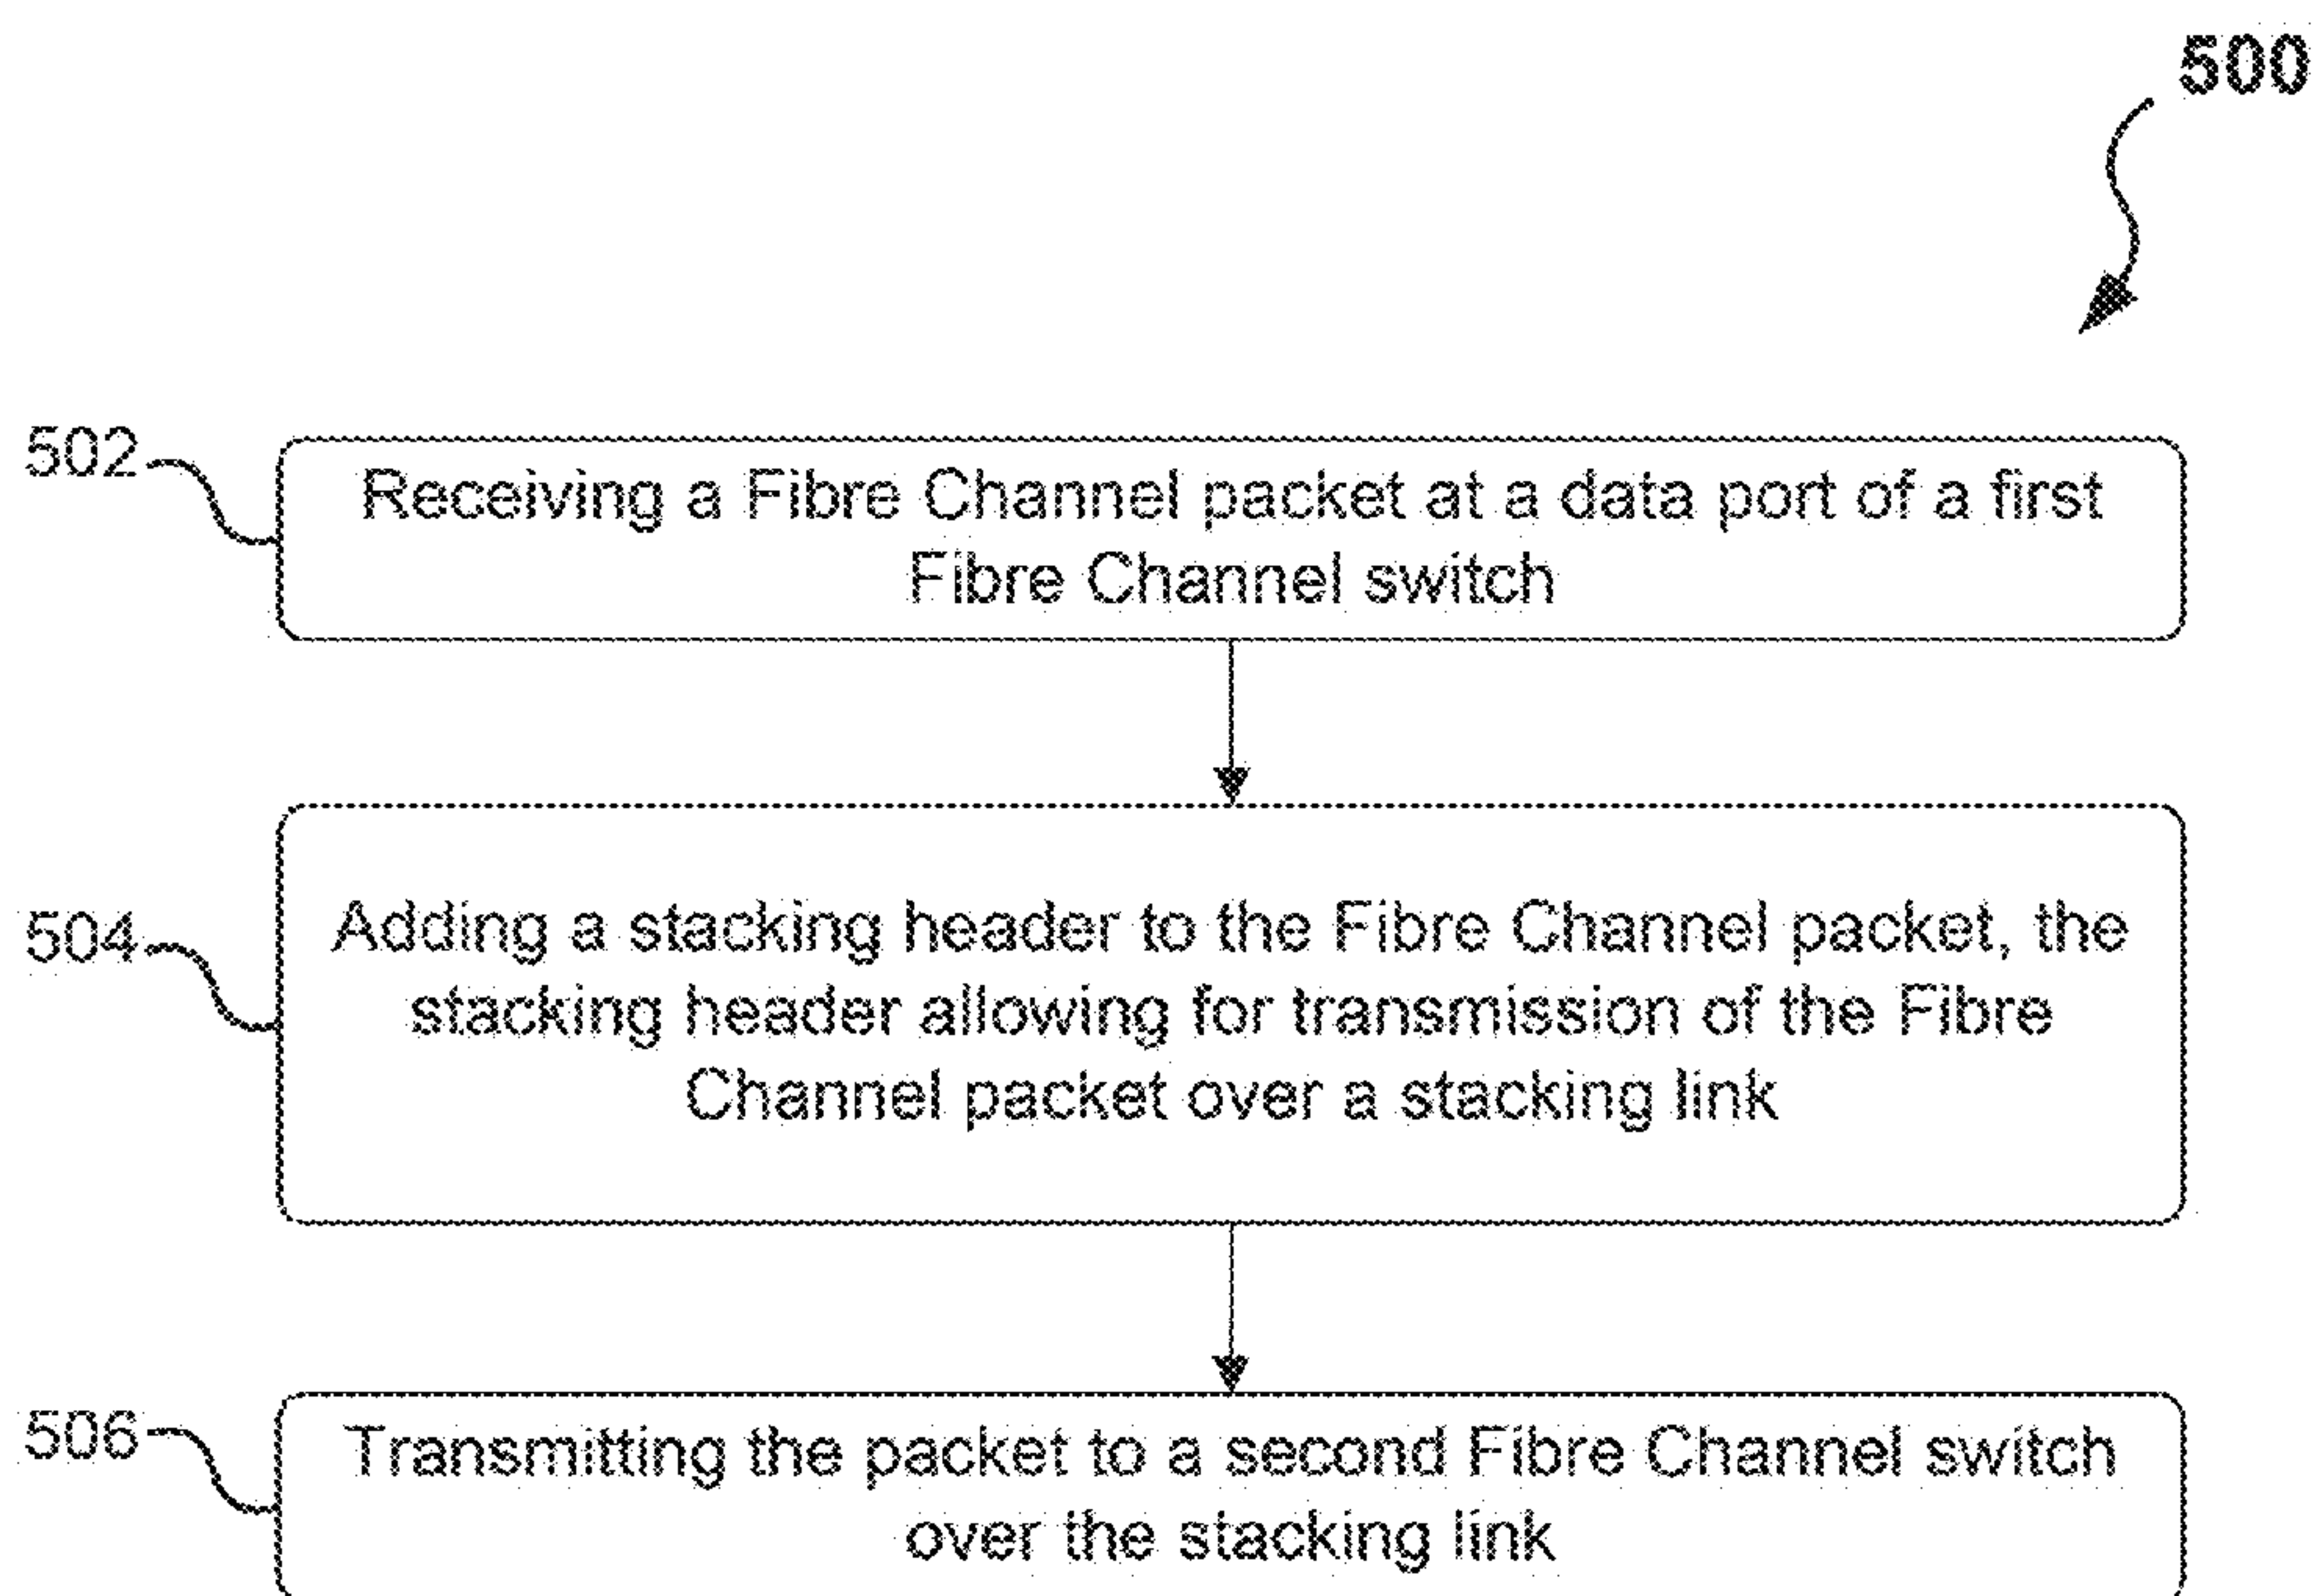 500
502
Receiving a Fibre Channel packet at a data port of a first
Fibre Channel switch
504
Adding a stacking header to the Fibre Channel packet, the
stacking header allowing for transmission of the Fibre
Channel packet over a stacking link
506
Transmitting the packet to a second Fibre Channel switch
over the stacking link